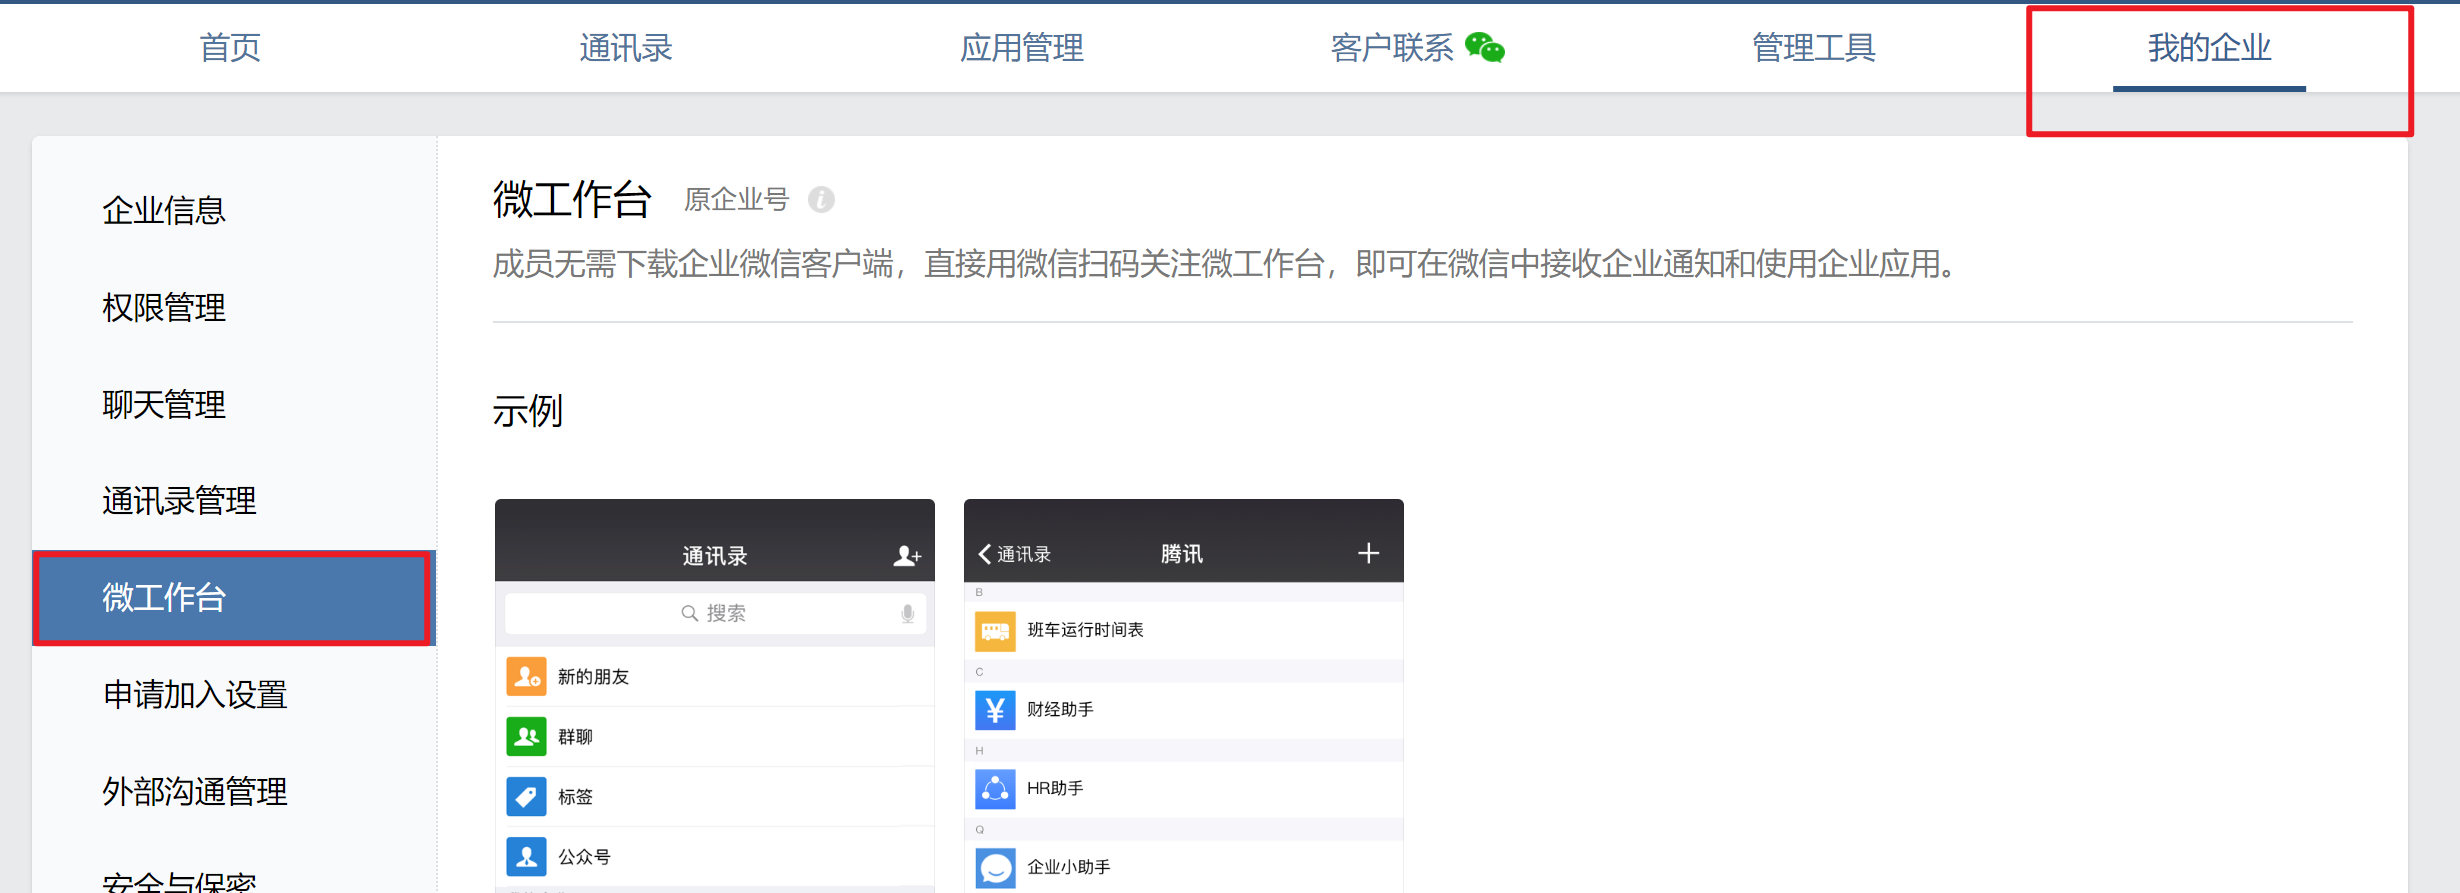 首页
通讯录
应用管理
客户联系
管理工具
我的企业
企业信息
权限管理
聊天管理
通讯录管理
微工作台
申请加入设置
外部沟通管理
安全与保密
微工作台 原企业号
成员无需下载企业微信客户端，直接用微信扫码关注微工作台，即可在微信中接收企业通知和使用企业应用。
示例
通讯录
搜索
新的朋友
群聊
标签
公众号
通讯录 腾讯
B
班车运行时间表
C
财经助手
H
HR助手
Q
企业小助手